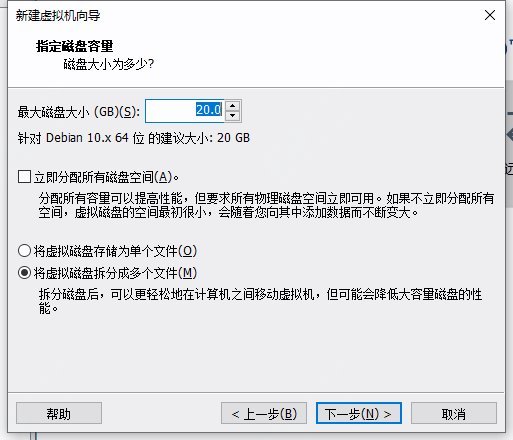 新建虚拟机向导
指定磁盘容量
磁盘大小为多少?
最大磁盘大小 (GB)(S): 20.0
针对 Debian 10.x 64 位 的建议大小: 20 GB
立即分配所有磁盘空间(A)。
分配所有容量可以提高性能，但要求所有物理磁盘空间立即可用。如果不立即分配所有
空间，虚拟磁盘的空间最初很小，会随着您向其中添加数据而不断变大。
将虚拟磁盘存储为单个文件(O)
将虚拟磁盘拆分成多个文件(M)
拆分磁盘后，可以更轻松地在计算机之间移动虚拟机，但可能会降低大容量磁盘的性
能。
帮助 < 上一步(B) 下一步(N) > 取消